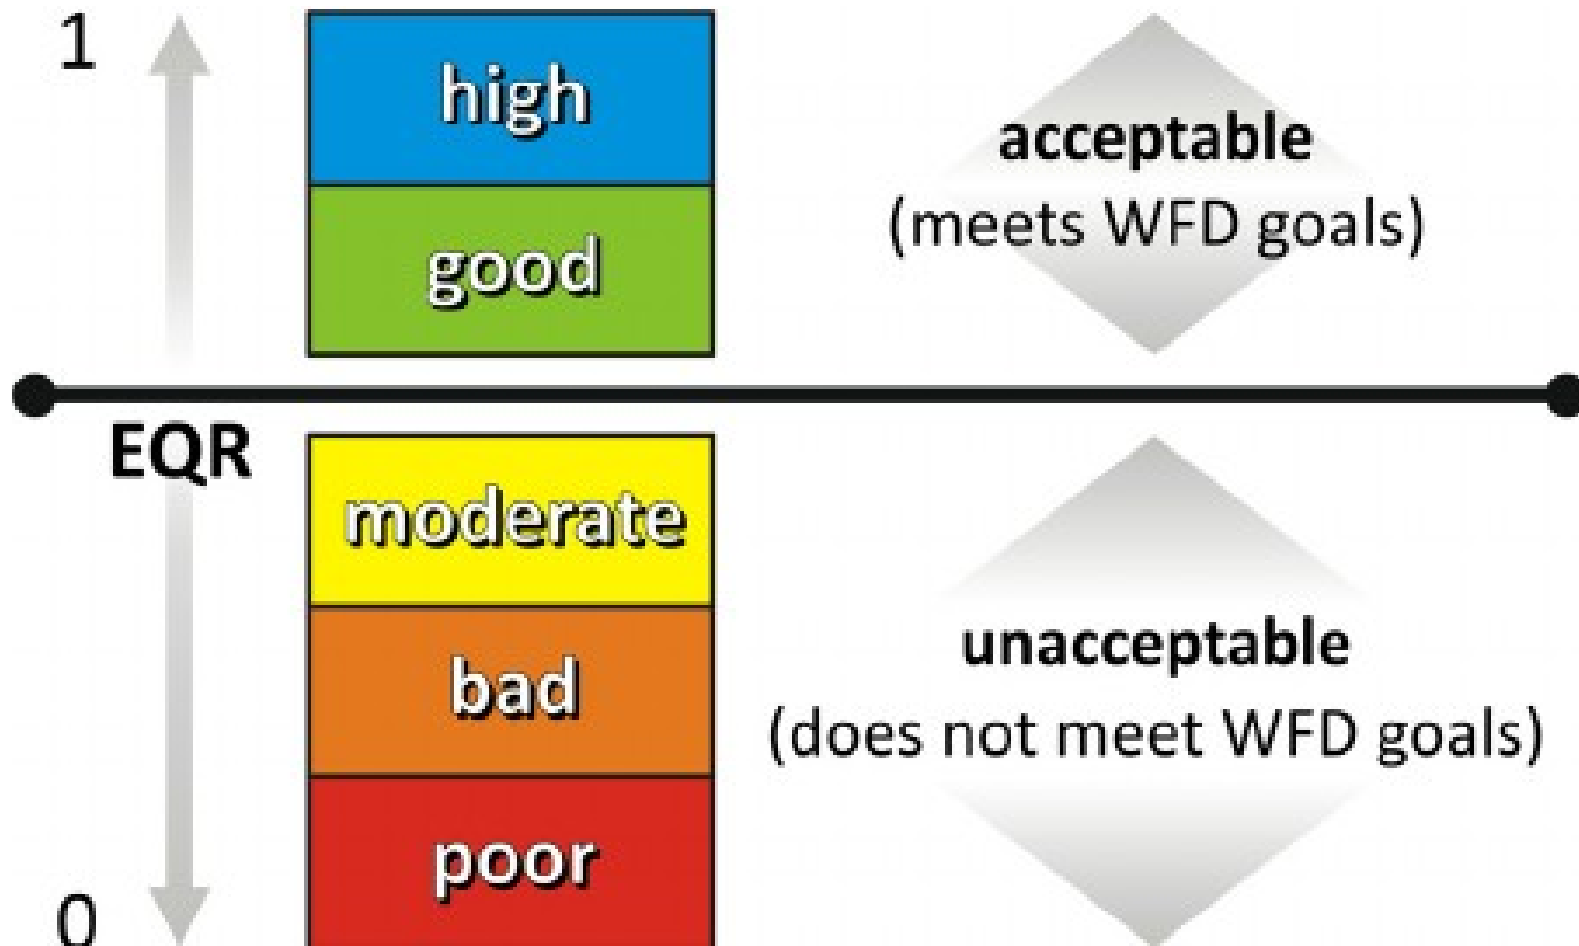 1
high
acceptable
(meets WFD goals)
good
EQR
moderate
unacceptable
bad
(does not meet WFD goals)
poor
0